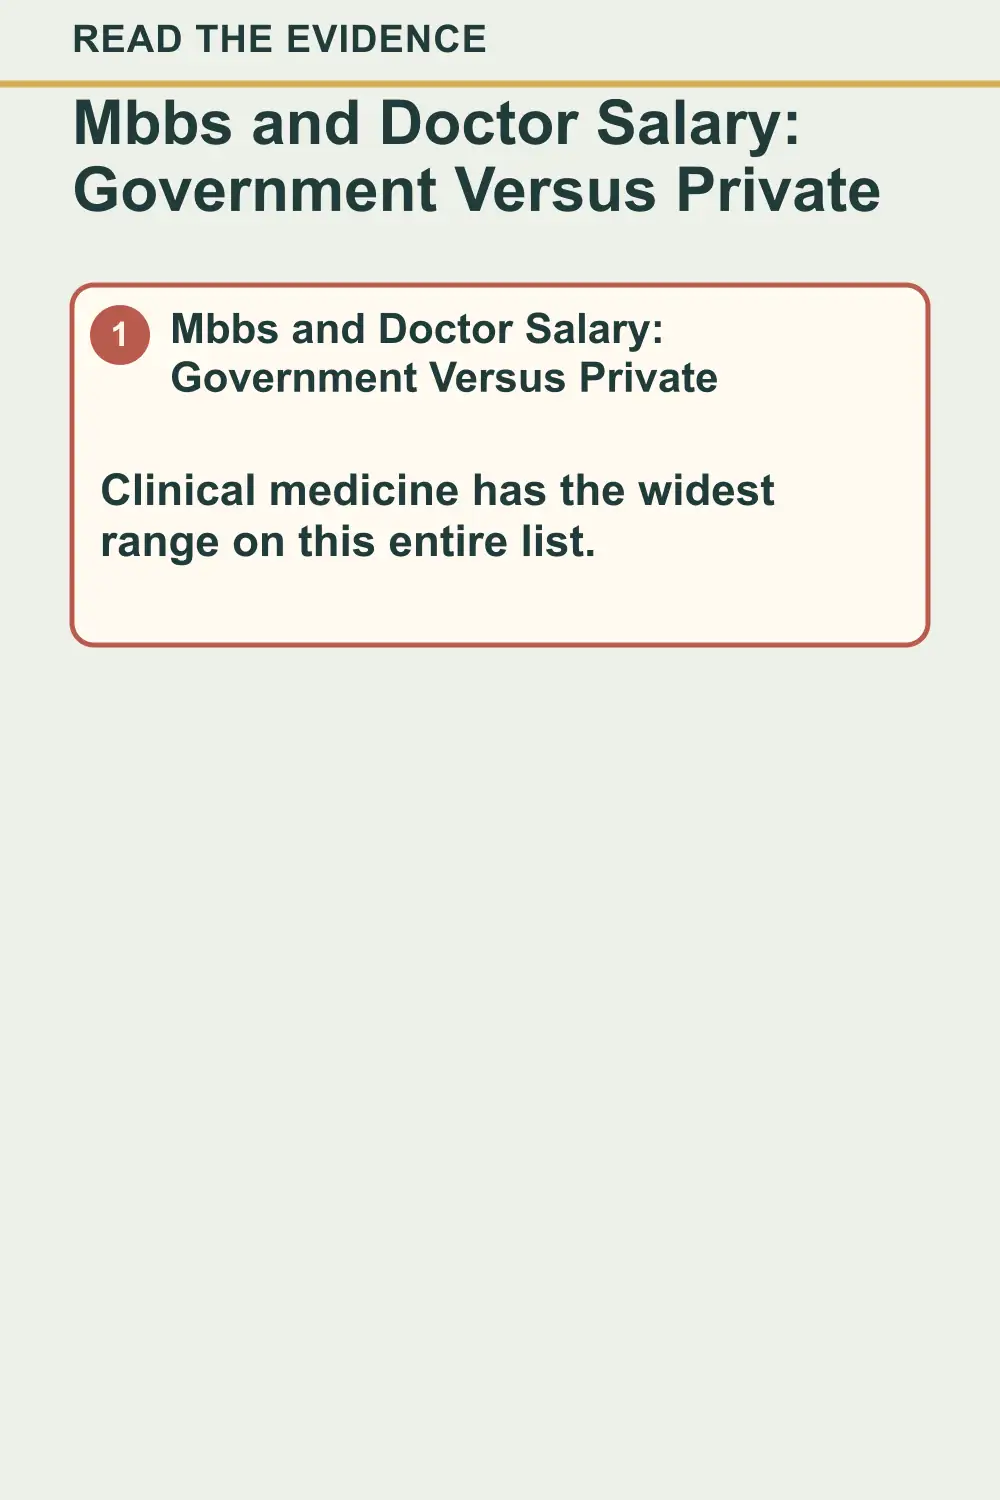 READ THE EVIDENCE
Mbbs and Doctor Salary:
Government Versus Private
1
Mbbs and Doctor Salary:
Government Versus Private
Clinical medicine has the widest
range on this entire list.